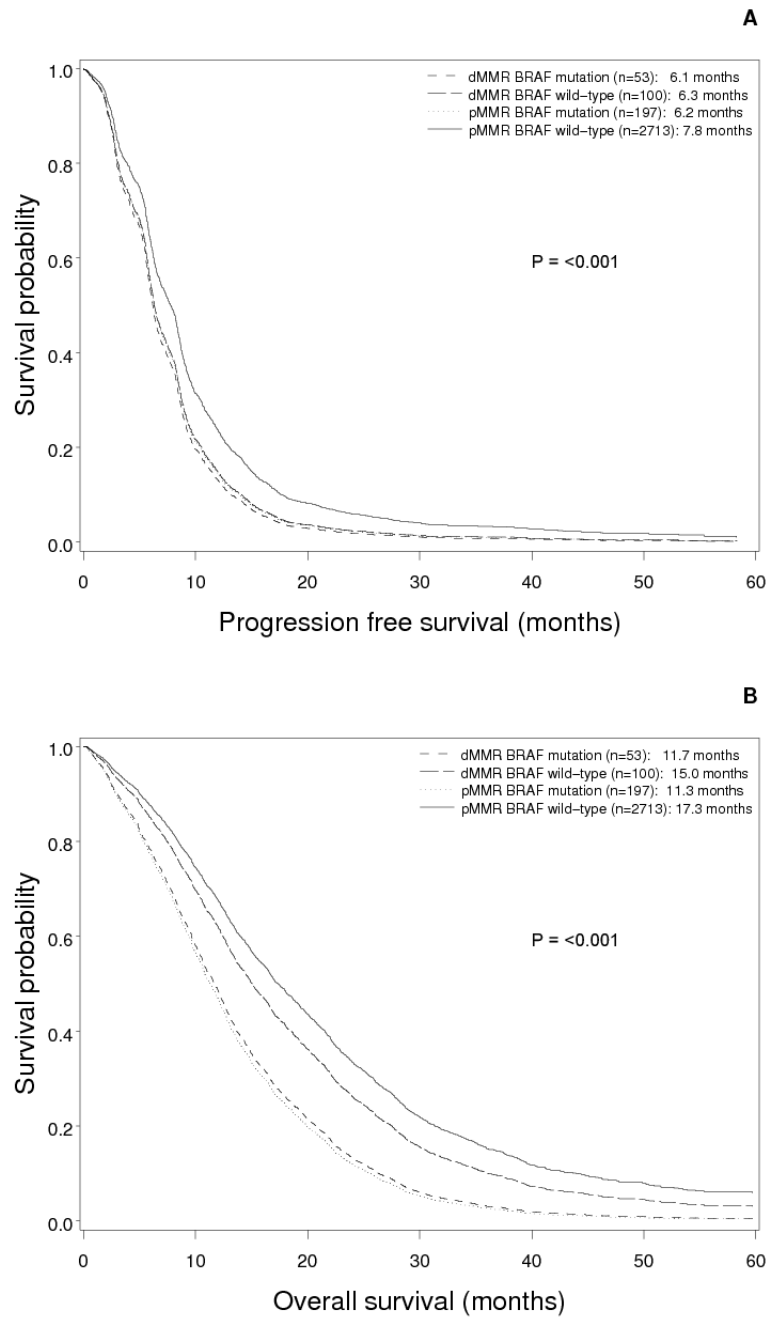 A
dMMR BRAF mutation (n=53): 6.1 months
dMMR BRAF wild-type (n=100): 6.3 months
pMMR BRAF mutation (n=197): 6.2 months
pMMR BRAF wild-type (n=2713): 7.8 months
P = <0.001
Survival probability
1.0
0.8
0.6
0.4
0.2
0.0
0 10 20 30 40 50 60
Progression free survival (months)
B
dMMR BRAF mutation (n=53): 11.7 months
dMMR BRAF wild-type (n=100): 15.0 months
pMMR BRAF mutation (n=197): 11.3 months
pMMR BRAF wild-type (n=2713): 17.3 months
P = <0.001
Survival probability
1.0
0.8
0.6
0.4
0.2
0.0
0 10 20 30 40 50 60
Overall survival (months)